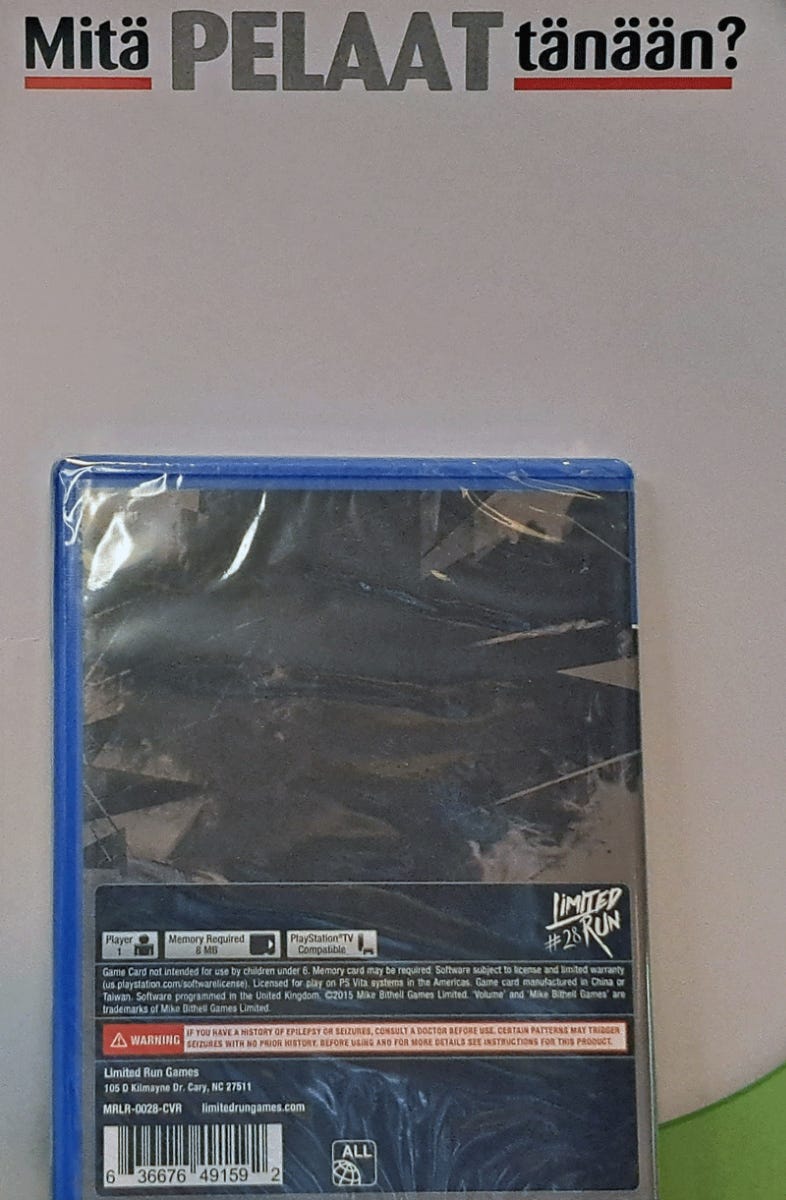 Mitä PELAAT tänään?
LIMITED
RUN
#28
Player
1
Memory Required
8 MB
PlayStation®TV
Compatible
Game Card not intended for use by children under 6. Memory card may be required. Software subject to license and limited warranty
(us.playstation.com/softwarelicense). Licensed for play on PS Vita systems in the Americas. Game card manufactured in China or
Taiwan. Software programmed in the United Kingdom. ©2015 Mike Bithell Games Limited. 'Volume' and 'Mike Bithell Games' are
trademarks of Mike Bithell Games Limited.
WARNING
IF YOU HAVE A HISTORY OF EPILEPSY OR SEIZURES, CONSULT A DOCTOR BEFORE USE. CERTAIN PATTERNS MAY TRIGGER
SEIZURES WITH NO PRIOR HISTORY. BEFORE USING AND FOR MORE DETAILS SEE INSTRUCTIONS FOR THIS PRODUCT.
Limited Run Games
105 D Kilmayne Dr. Cary, NC 27511
MRLR-0028-CVR limitedrungames.com
6 36676 49159 2
ALL